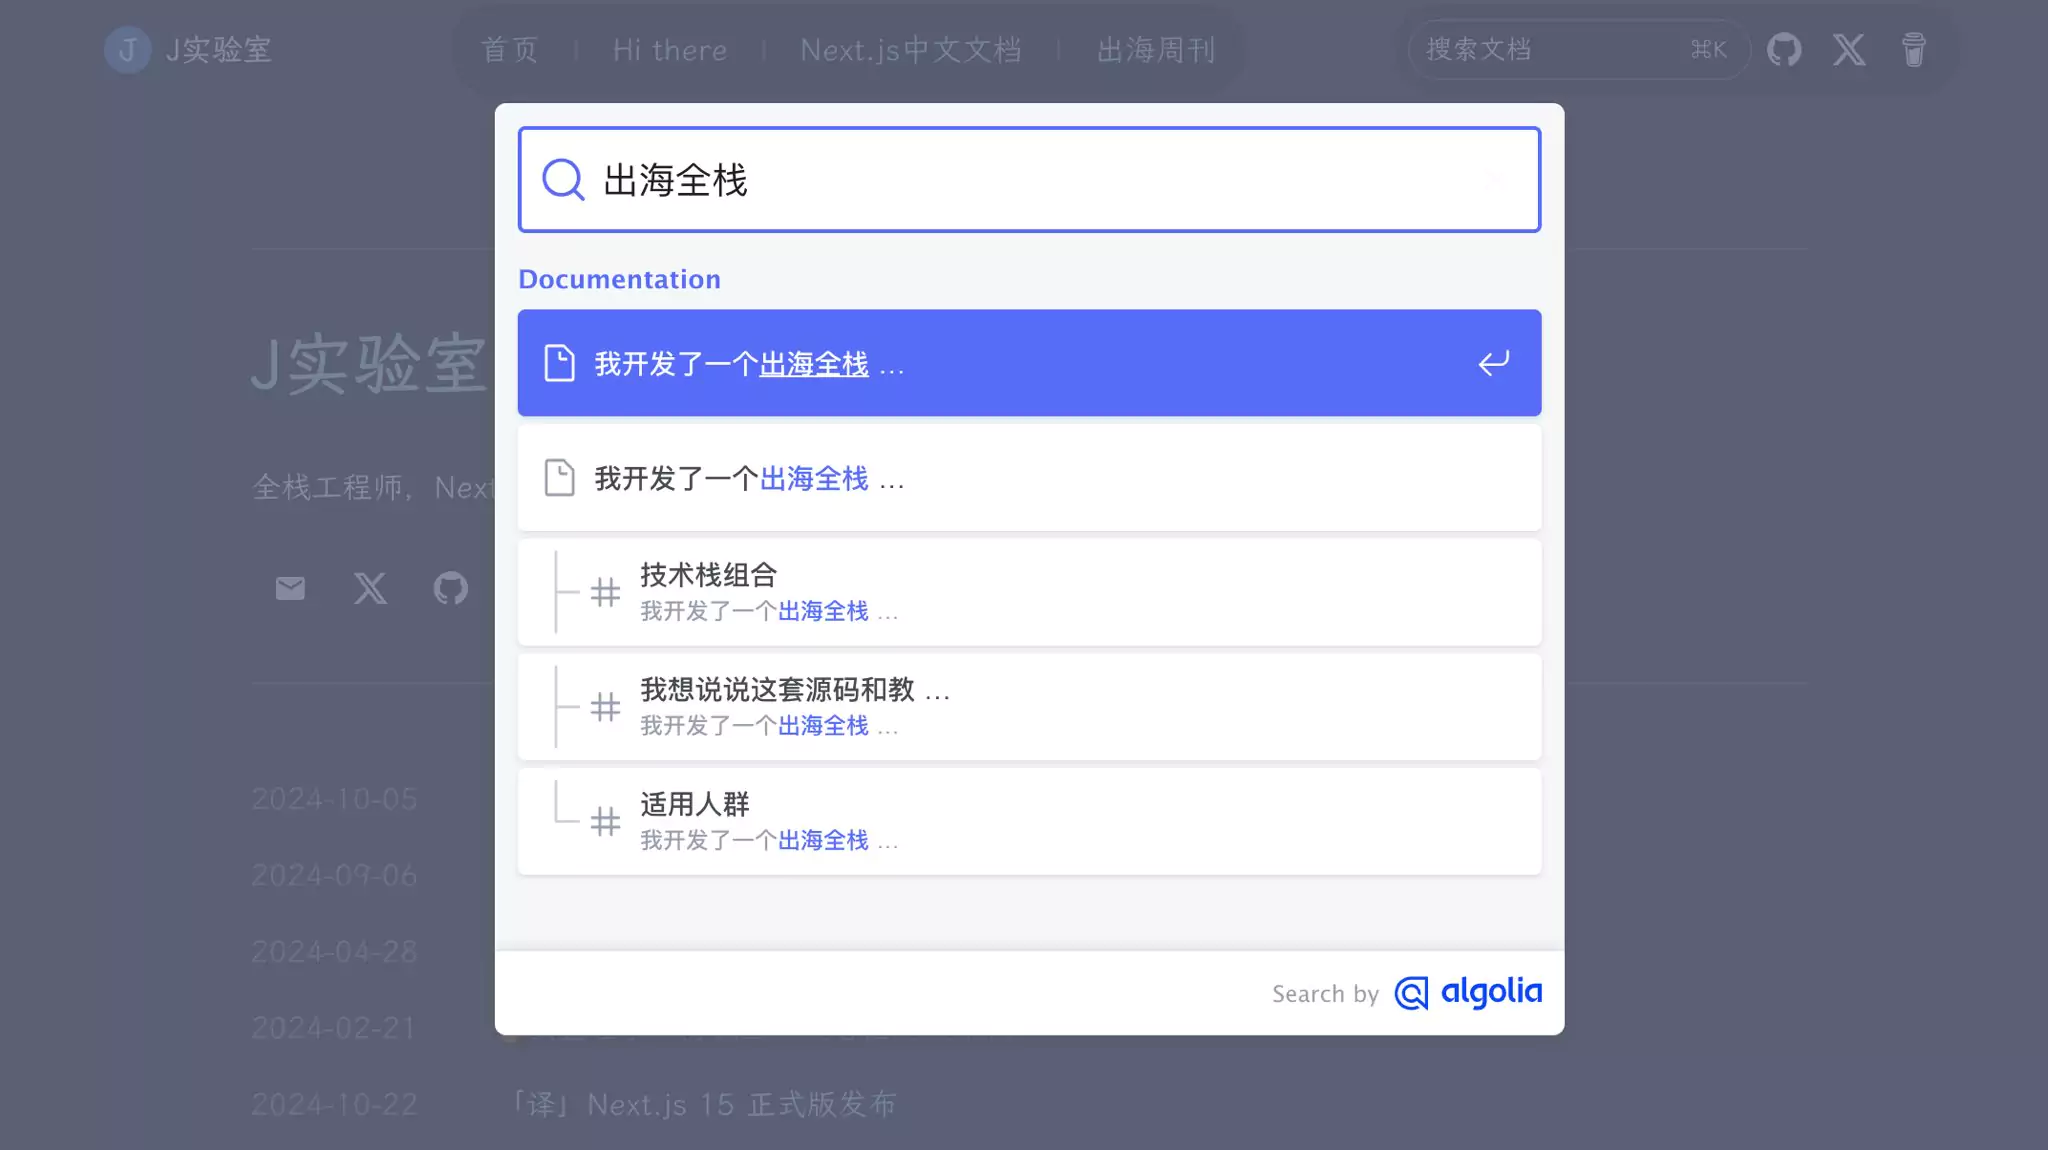 J J实验室
首页 Hi there Next.js中文文档 出海周刊
搜索文档 ⌘K
出海全栈
Documentation
我开发了一个出海全栈 ...
我开发了一个出海全栈 ...
技术栈组合
我开发了一个出海全栈 ...
我想说说这套源码和教 ...
我开发了一个出海全栈 ...
适用人群
我开发了一个出海全栈 ...
Search by algolia
J实验室
全栈工程师，Next
2024-10-05
2024-09-06
2024-04-28
2024-02-21
2024-10-22 「译」Next.js 15 正式版发布